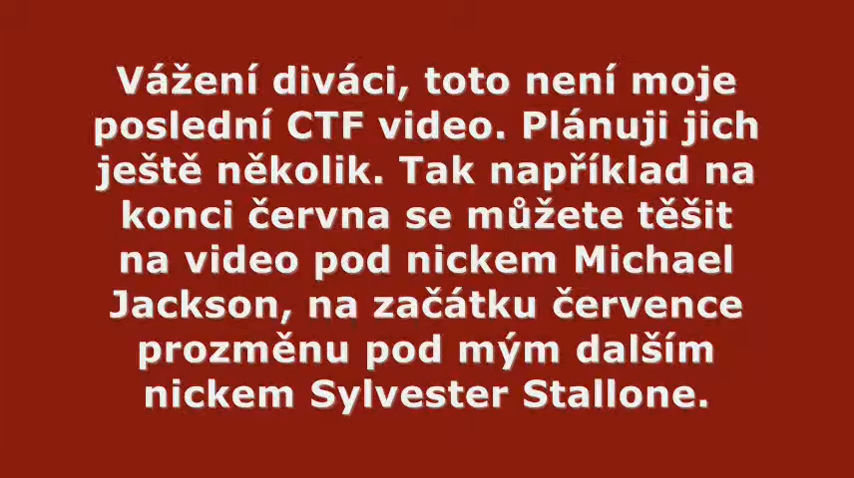 Vážení diváci, toto není moje
poslední CTF video. Plánuji jich
ještě několik. Tak například na
konci června se můžete těšit
na video pod nickem Michael
Jackson, na začátku července
prozměnu pod mým dalším
nickem Sylvester Stallone.